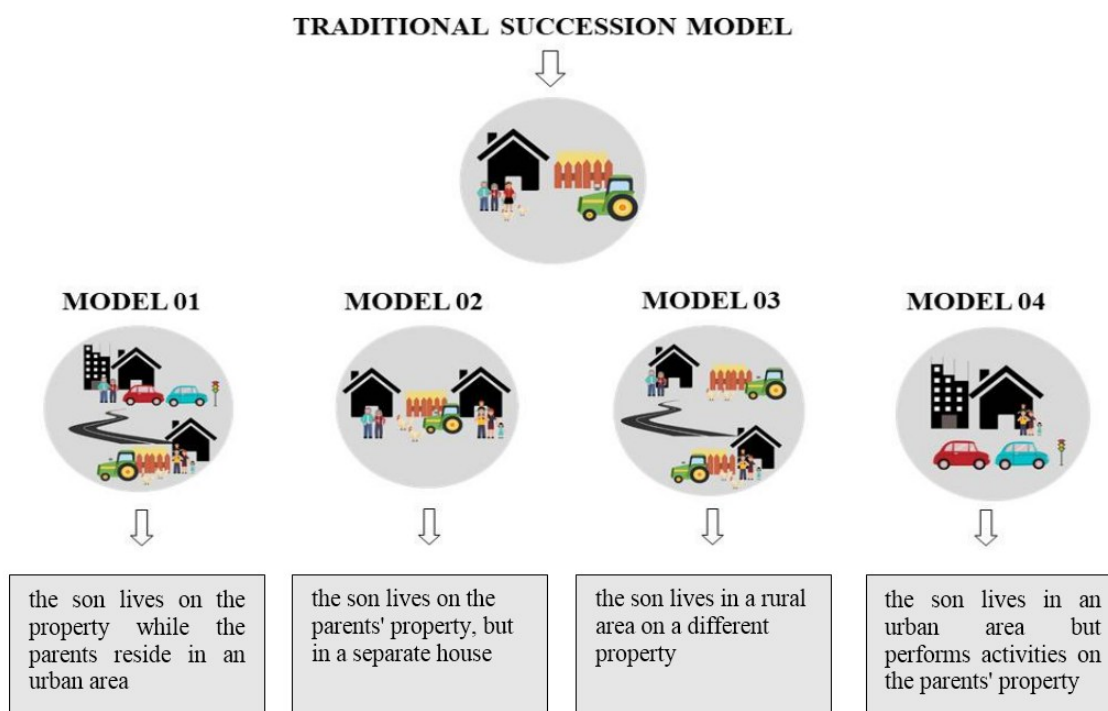 TRADITIONAL SUCCESSION MODEL
MODEL 01
MODEL 02
MODEL 03
MODEL 04
the son lives on the
property while the
parents reside in an
urban area
the son lives on the
parents' property, but
in a separate house
the son lives in a rural
area on a different
property
the son lives in an
urban area but
performs activities on
the parents' property